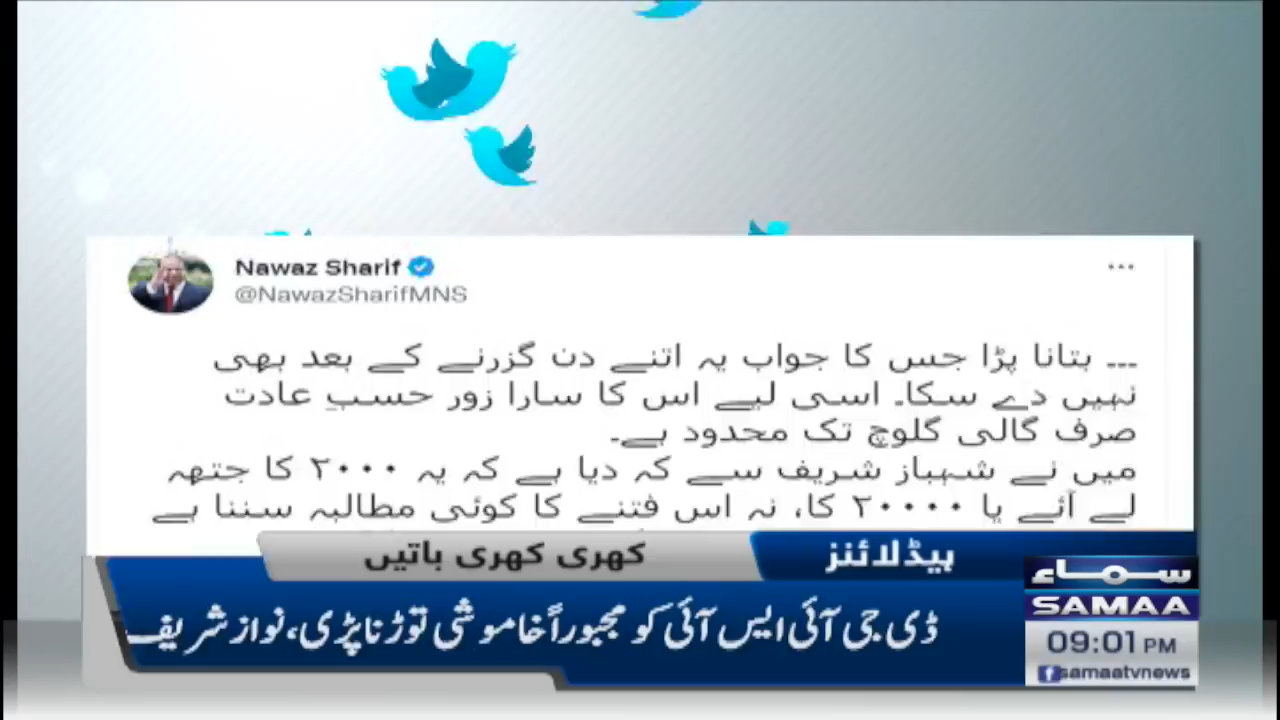 Nawaz Sharif
@NawazSharifMNS
... بتانا پڑا جس کا جواب یہ اتنے دن گزرنے کے بعد بھی
نہیں دے سکا۔ اسی لیے اس کا سارا زور حسبِ عادت
صرف گالی گلوچ تک محدود ہے۔
میں نے شہباز شریف سے کہ دیا ہے کہ یہ ۲۰۰۰ کا جتھہ
لے آئے یا ۲۰۰۰۰ کا، نہ اس فتنے کا کوئی مطالبہ سننا ہے
ہیڈلائنز
کھری کھری باتیں
ڈی جی آئی ایس آئی کو مجبوراً خاموشی توڑنا پڑی، نواز شریف
سماء
SAMAA
09:01 PM
samaatvnews